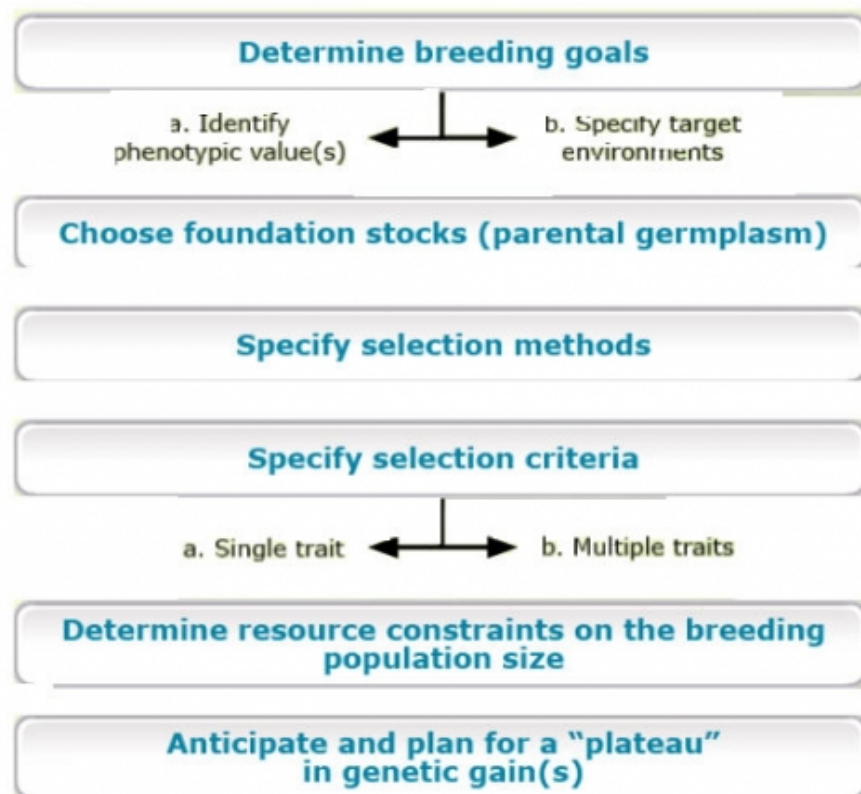 Determine breeding goals
a. Identify
phenotypic value(s)
b. Specify target
environments
Choose foundation stocks (parental germplasm)
Specify selection methods
Specify selection criteria
a. Single trait
b. Multiple traits
Determine resource constraints on the breeding
population size
Anticipate and plan for a “plateau”
in genetic gain(s)